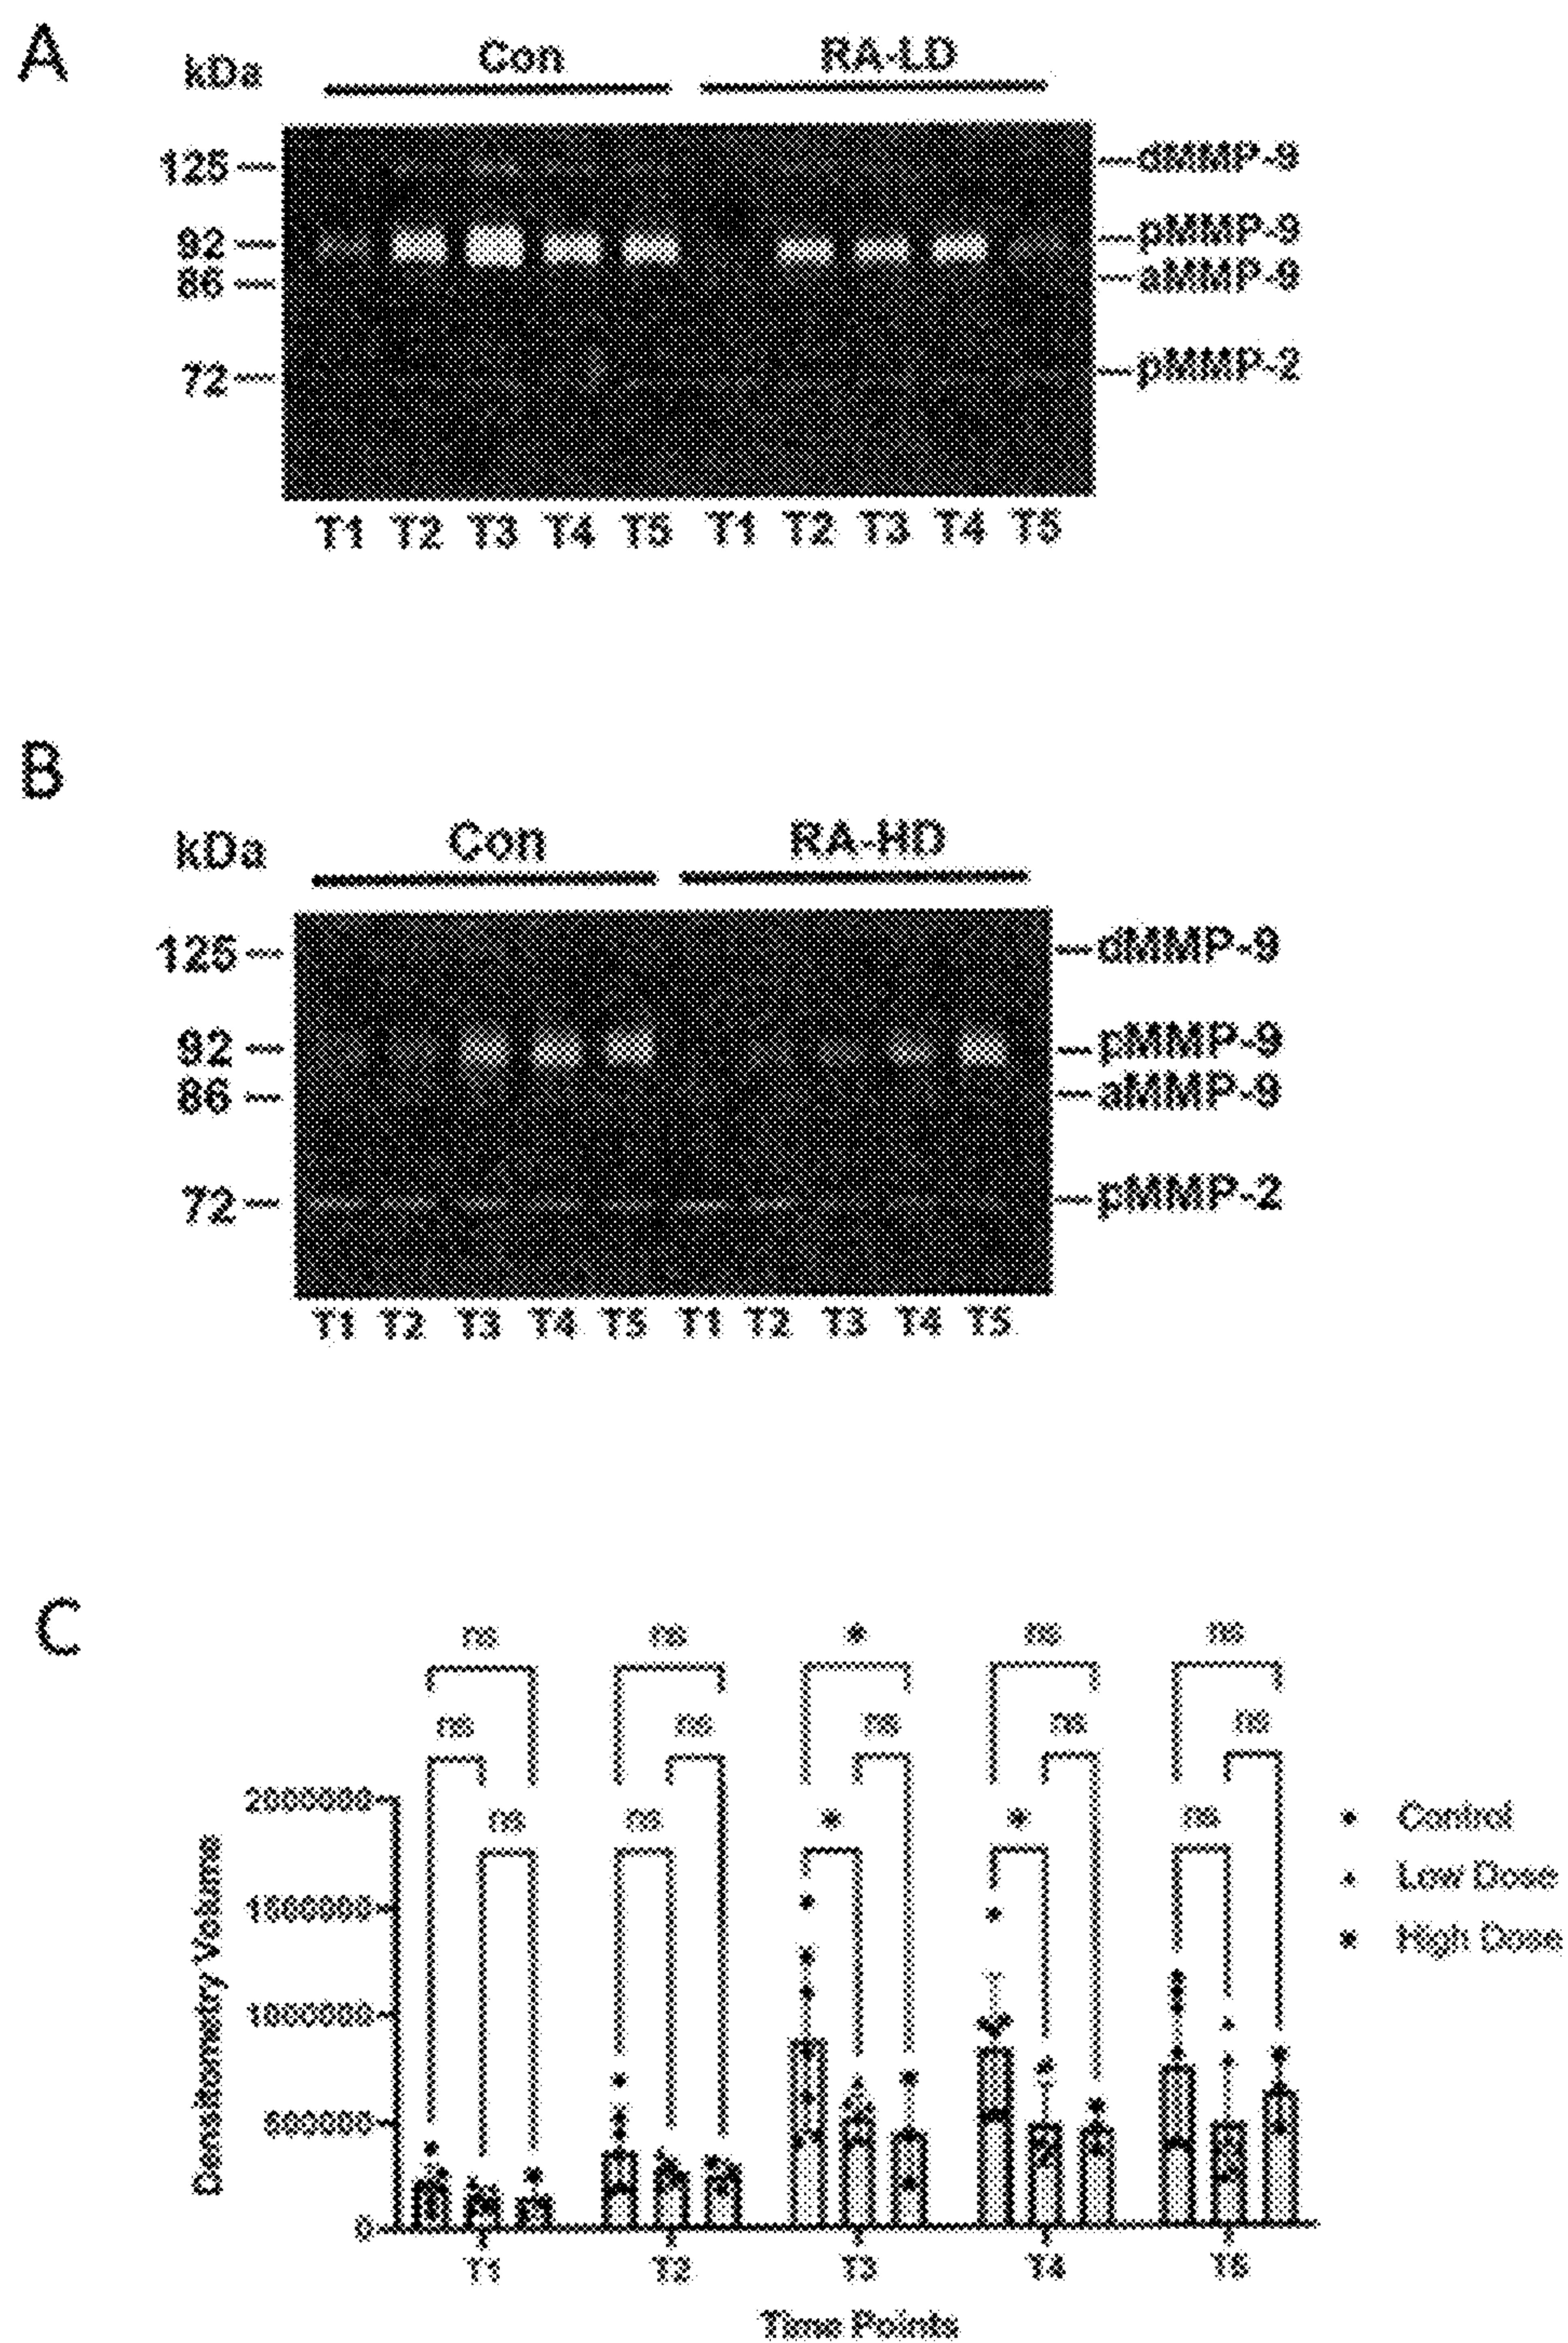 A
kDa
Con
RA-LD
125
dMMP-9
92
pMMP-9
86
aMMP-9
72
pMMP-2
T1 T2 T3 T4 T5 T1 T2 T3 T4 T5
B
kDa
Con
RA-HD
125
dMMP-9
92
pMMP-9
86
aMMP-9
72
pMMP-2
T1 T2 T3 T4 T5 T1 T2 T3 T4 T5
C
ns ns * ns ns
ns ns ns ns ns
ns ns * * ns
2000000
1500000
1000000
500000
0
Densitometry Volume
Control
Low Dose
High Dose
T1 T2 T3 T4 T5
Time Points